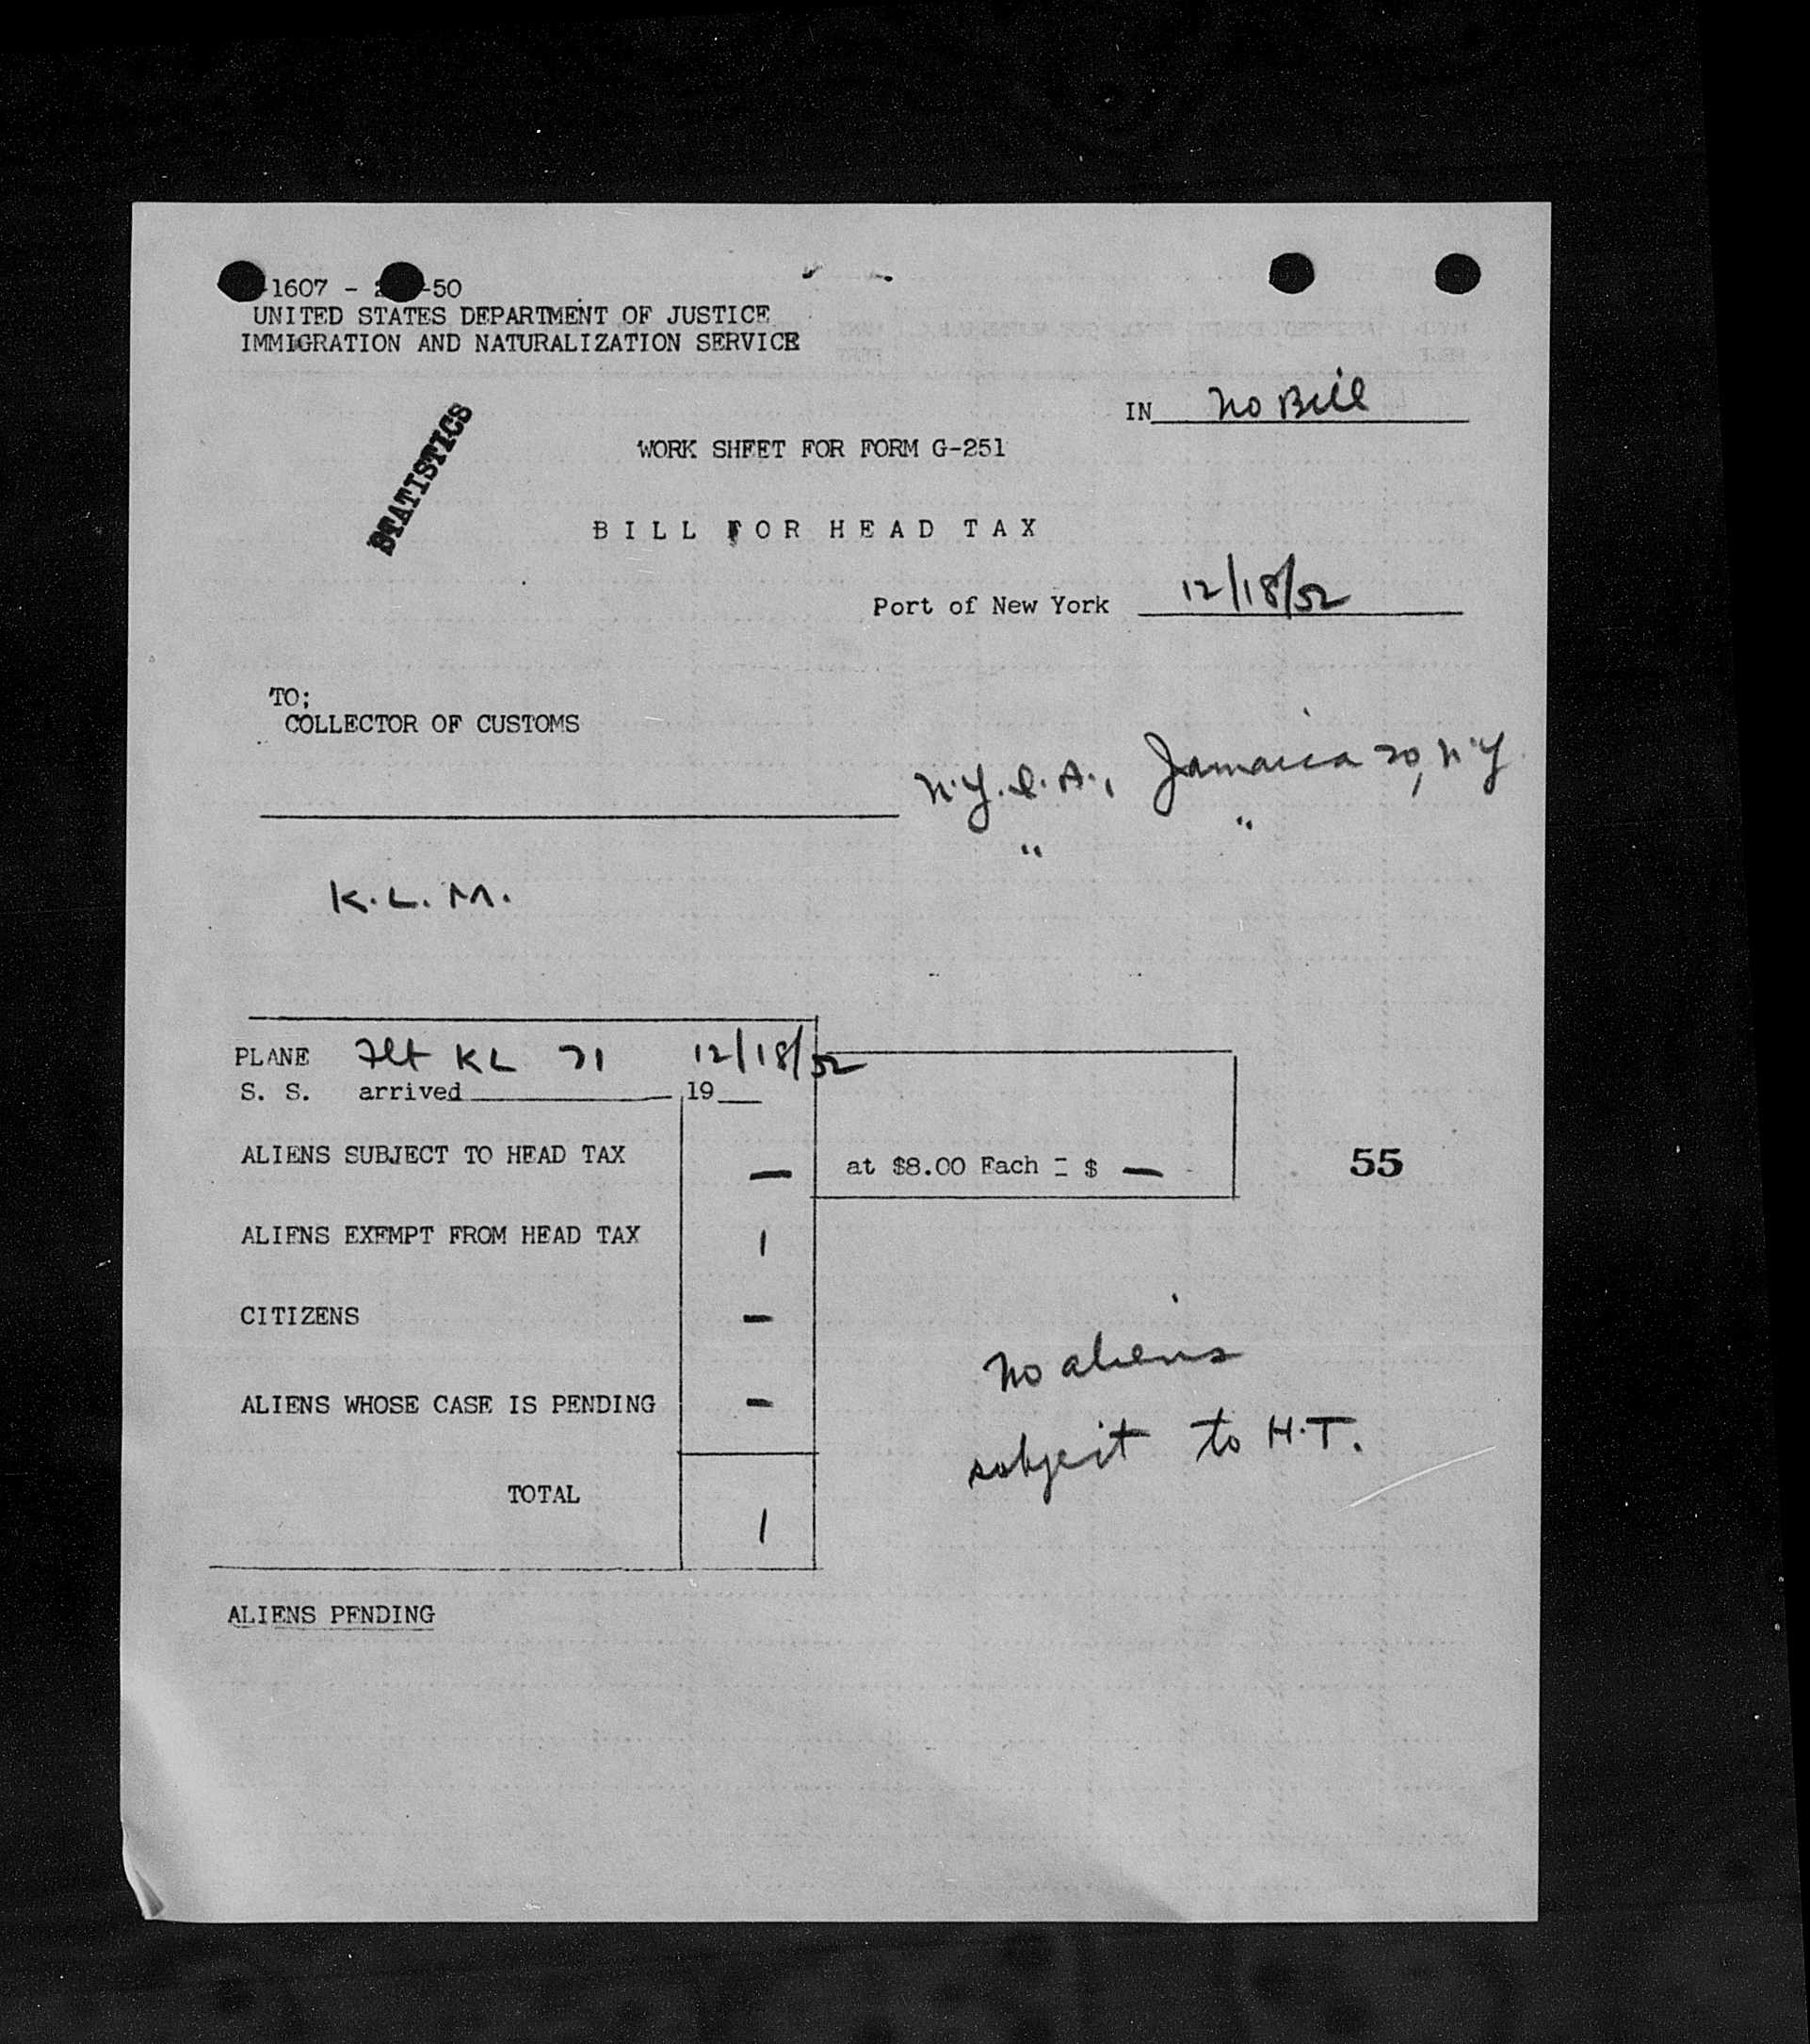 1607 - 2 -50
UNITED STATES DEPARTMENT OF JUSTICE
IMMIGRATION AND NATURALIZATION SERVICE
IN No Bill
STATISTICS
WORK SHEET FOR FORM G-251
BILL FOR HEAD TAX
Port of New York 12/18/52
TO;
COLLECTOR OF CUSTOMS
N.Y.I.A., Jamaica 20, N.Y
" "
K.L.M.
PLANE Flt KL 71 12/18/52
S. S. arrived 19
ALIENS SUBJECT TO HEAD TAX — at $8.00 Each = $ — 55
ALIENS EXEMPT FROM HEAD TAX 1
CITIZENS —
No aliens
ALIENS WHOSE CASE IS PENDING —
subject to H.T.
TOTAL 1
ALIENS PENDING